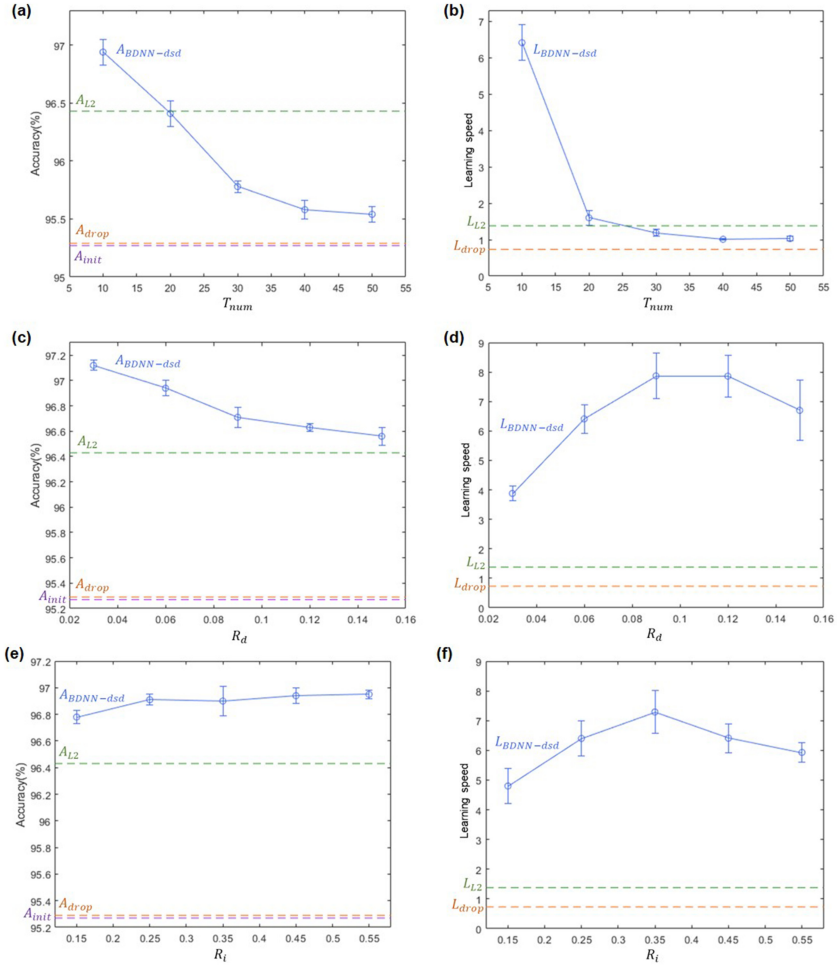 (a)
97
96.5
96
95.5
95
Accuracy(%)
A_BDNN−dsd
A_L2
A_drop
A_init
5 10 15 20 25 30 35 40 45 50 55
T_num
(b)
7
6
5
4
3
2
1
0
Learning speed
L_BDNN−dsd
L_L2
L_drop
5 10 15 20 25 30 35 40 45 50 55
T_num
(c)
97.2
97
96.8
96.6
96.4
96.2
96
95.8
95.6
95.4
95.2
Accuracy(%)
A_BDNN−dsd
A_L2
A_drop
A_init
0.02 0.04 0.06 0.08 0.1 0.12 0.14 0.16
R_d
(d)
9
8
7
6
5
4
3
2
1
0
Learning speed
L_BDNN−dsd
L_L2
L_drop
0.02 0.04 0.06 0.08 0.1 0.12 0.14 0.16
R_d
(e)
97.2
97
96.8
96.6
96.4
96.2
96
95.8
95.6
95.4
95.2
Accuracy(%)
A_BDNN−dsd
A_L2
A_drop
A_init
0.15 0.2 0.25 0.3 0.35 0.4 0.45 0.5 0.55
R_i
(f)
9
8
7
6
5
4
3
2
1
0
Learning speed
L_BDNN−dsd
L_L2
L_drop
0.15 0.2 0.25 0.3 0.35 0.4 0.45 0.5 0.55
R_i